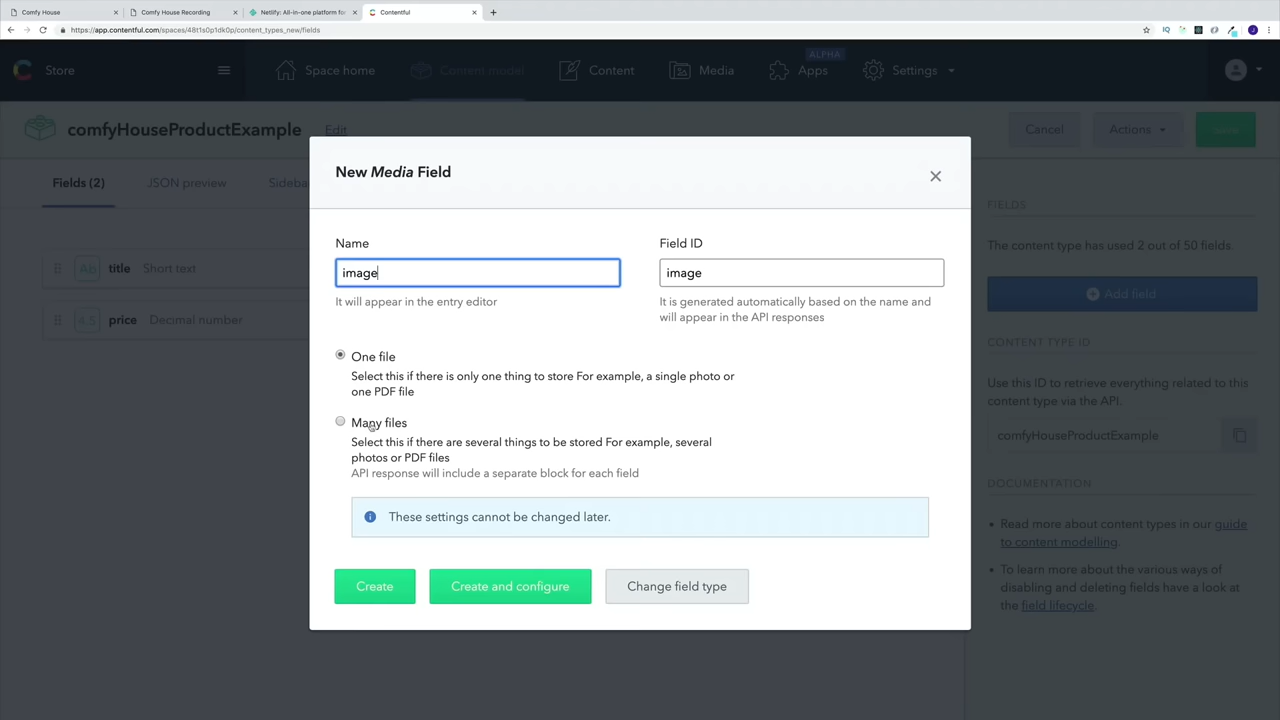 Comfy House
Comfy House Recording
Netlify: All-in-one platform for
Contentful
https://app.contentful.com/spaces/48t1s0p1dk0p/content_types_new/fields
Store
Space home
Content model
Content
Media
ALPHA
Apps
Settings
comfyHouseProductExample
Edit
Cancel
Actions
Save
Fields (2)
JSON preview
Sideba
Ab title Short text
4.5 price Decimal number
New Media Field
Name
Field ID
image
image
It will appear in the entry editor
It is generated automatically based on the name and
will appear in the API responses
One file
Select this if there is only one thing to store For example, a single photo or
one PDF file
Many files
Select this if there are several things to be stored For example, several
photos or PDF files
API response will include a separate block for each field
These settings cannot be changed later.
Create
Create and configure
Change field type
FIELDS
The content type has used 2 out of 50 fields.
Add field
CONTENT TYPE ID
Use this ID to retrieve everything related to this
content type via the API.
comfyHouseProductExample
DOCUMENTATION
Read more about content types in our guide
to content modelling.
To learn more about the various ways of
disabling and deleting fields have a look at
the field lifecycle.